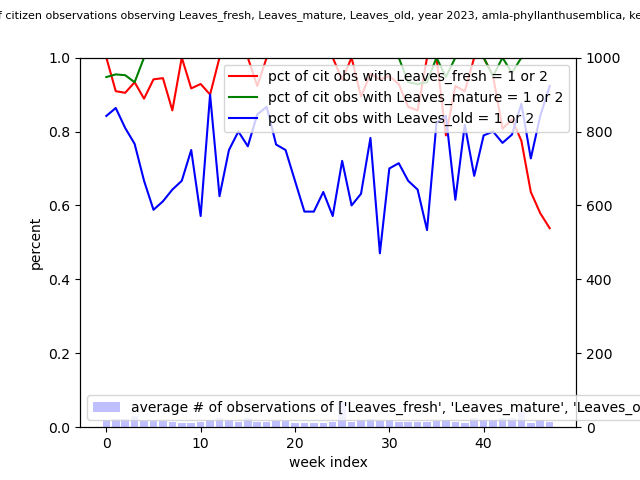 f citizen observations observing Leaves_fresh, Leaves_mature, Leaves_old, year 2023, amla-phyllanthusemblica, ke
pct of cit obs with Leaves_fresh = 1 or 2
pct of cit obs with Leaves_mature = 1 or 2
pct of cit obs with Leaves_old = 1 or 2
1.0
0.8
0.6
0.4
0.2
0.0
percent
1000
800
600
400
200
0
average # of observations of ['Leaves_fresh', 'Leaves_mature', 'Leaves_o
0 10 20 30 40
week index